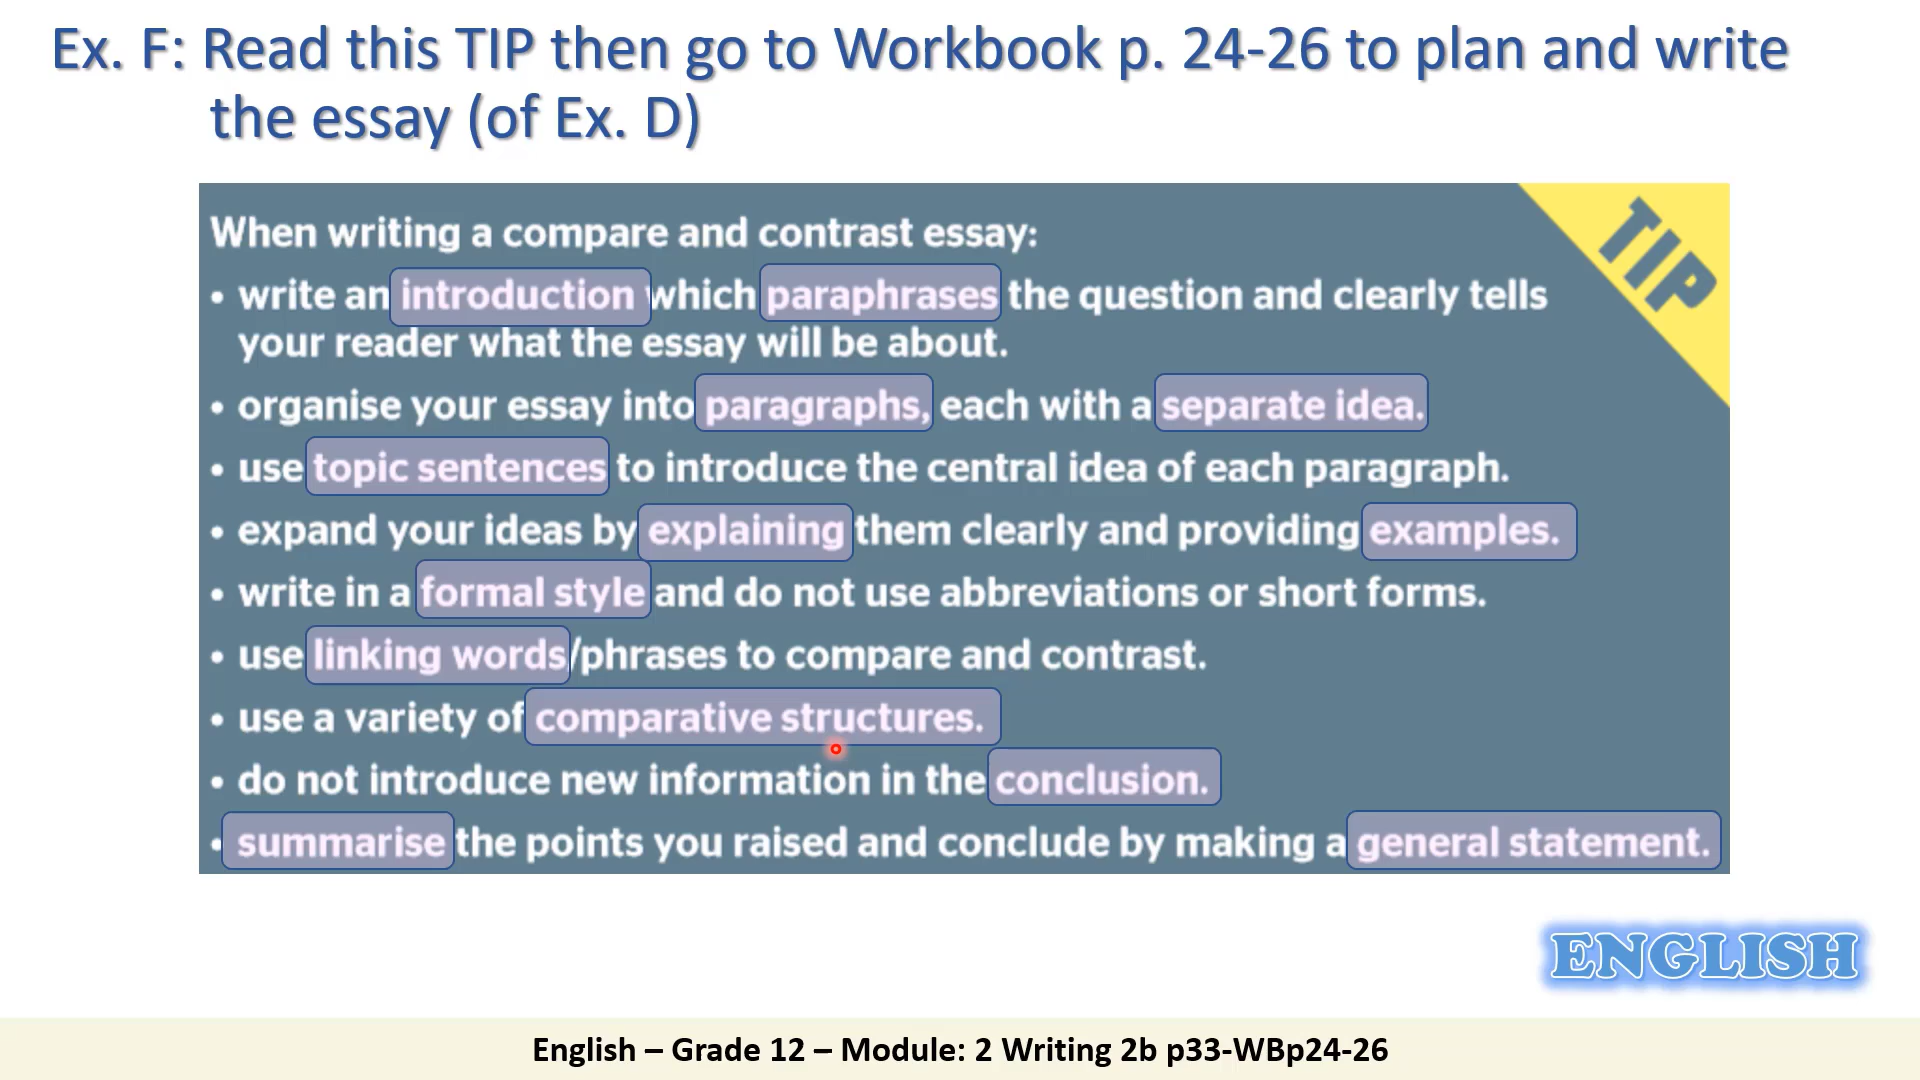 Ex. F: Read this TIP then go to Workbook p. 24-26 to plan and write
the essay (of Ex. D)
TIP
When writing a compare and contrast essay:
• write an introduction which paraphrases the question and clearly tells
your reader what the essay will be about.
• organise your essay into paragraphs, each with a separate idea.
• use topic sentences to introduce the central idea of each paragraph.
• expand your ideas by explaining them clearly and providing examples.
• write in a formal style and do not use abbreviations or short forms.
• use linking words/phrases to compare and contrast.
• use a variety of comparative structures.
• do not introduce new information in the conclusion.
• summarise the points you raised and conclude by making a general statement.
ENGLISH
English – Grade 12 – Module: 2 Writing 2b p33-WBp24-26